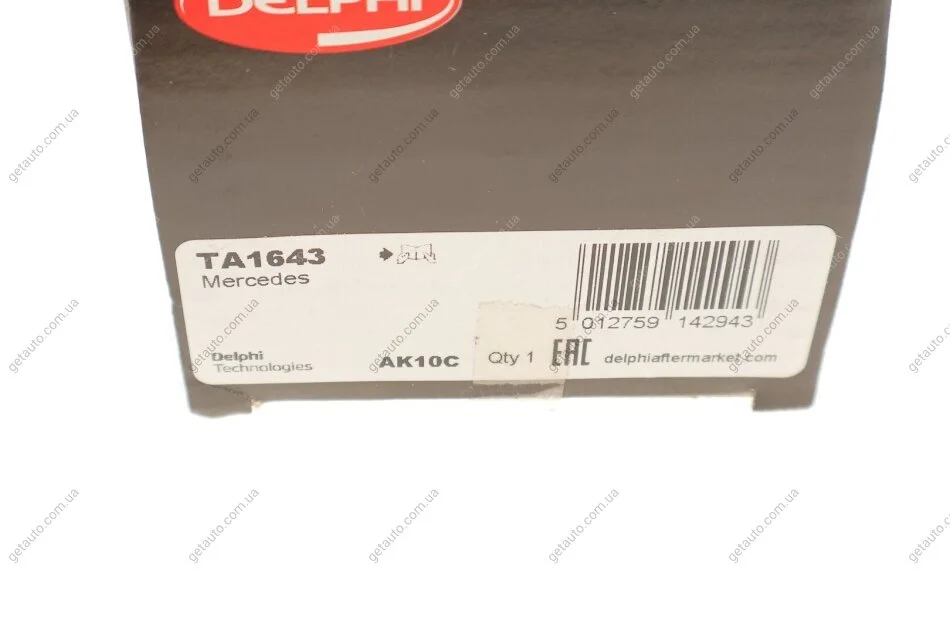 DELPHI
TA1643
Mercedes
5 012759 142943
Delphi
Technologies
AK10C
Qty 1
EAC
delphiaftermarket.com
getauto.com.ua